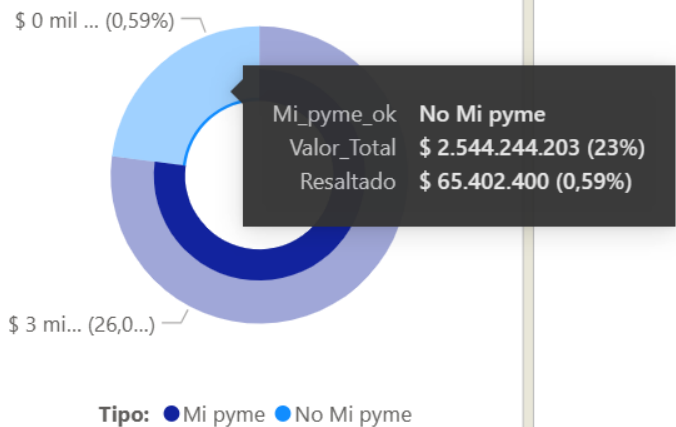 $ 0 mil ... (0,59%)
Mi_pyme_ok No Mi pyme
Valor_Total $ 2.544.244.203 (23%)
Resaltado $ 65.402.400 (0,59%)
$ 3 mi... (26,0...)
Tipo: Mi pyme No Mi pyme